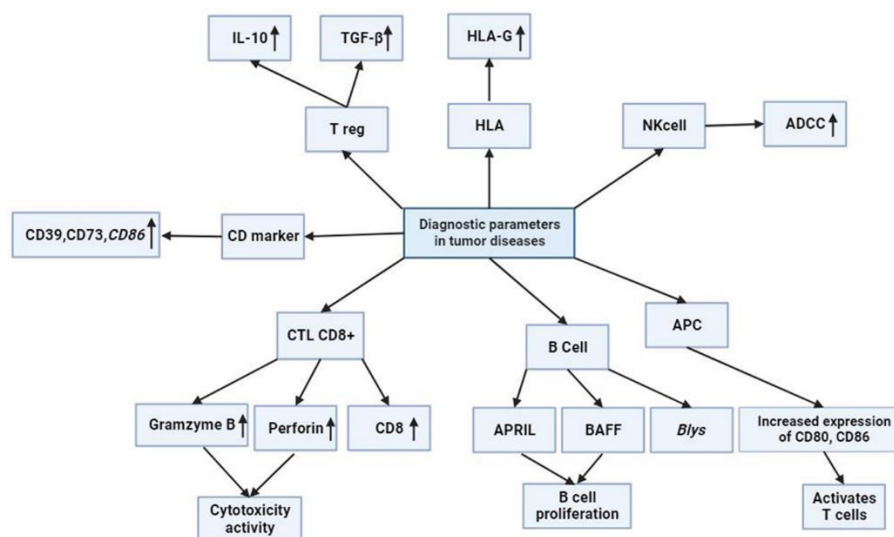 IL-10
TGF-β
HLA-G
T reg
HLA
NKcell
ADCC
CD39,CD73,CD86
CD marker
Diagnostic parameters
in tumor diseases
CTL CD8+
B Cell
APC
Gramzyme B
Perforin
CD8
APRIL
BAFF
Blys
Increased expression
of CD80, CD86
Cytotoxicity
activity
B cell
proliferation
Activates
T cells